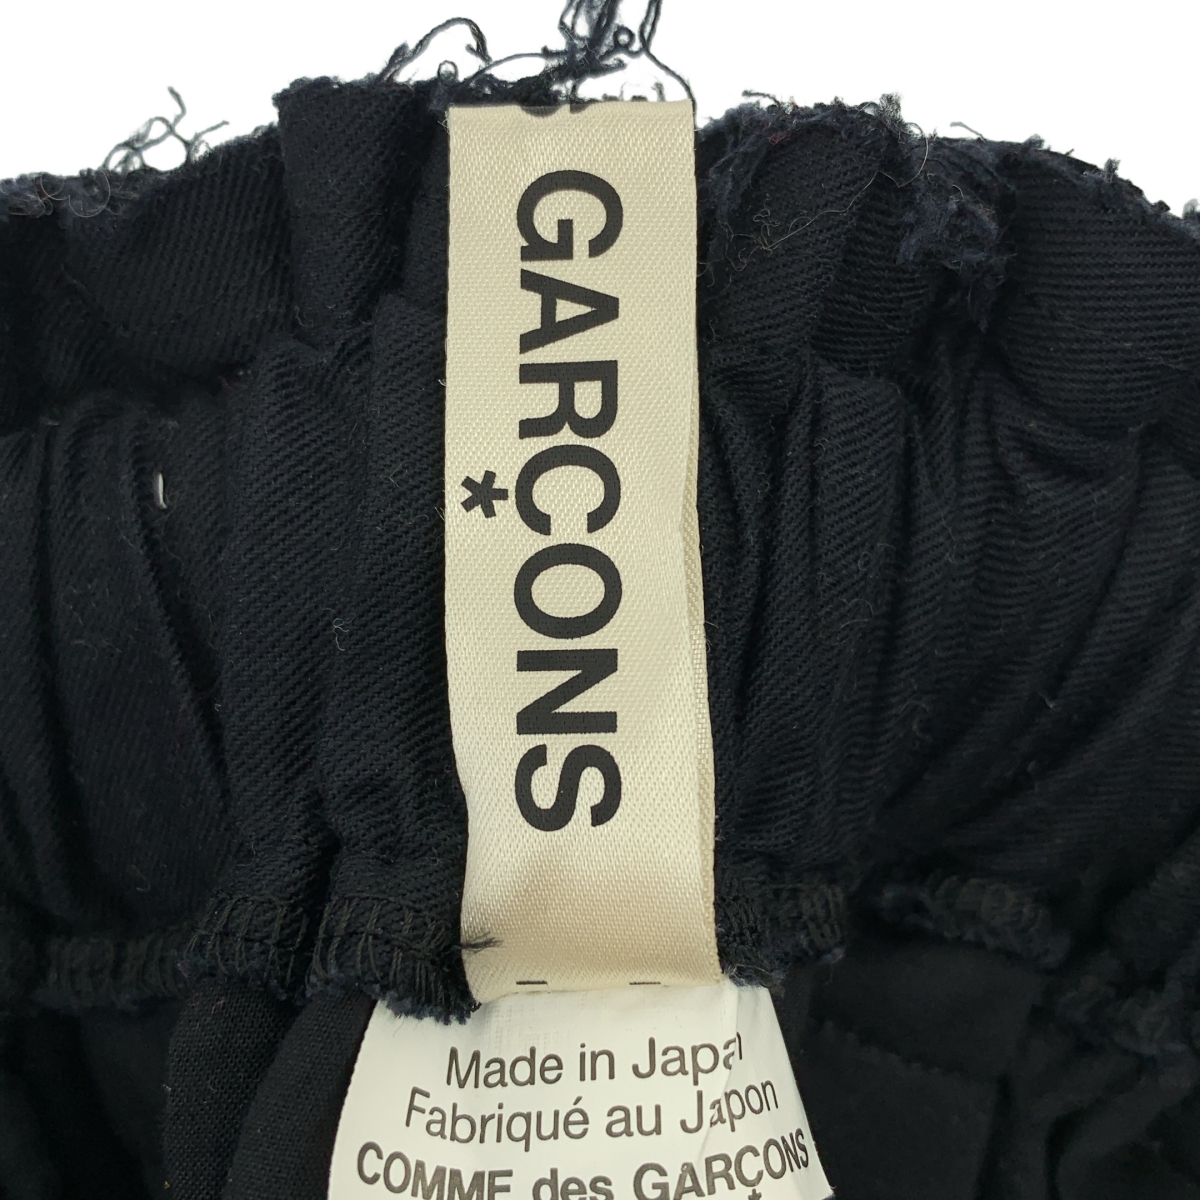 GARÇONS
Made in Japan
Fabriqué au Japon
COMME des GARÇONS